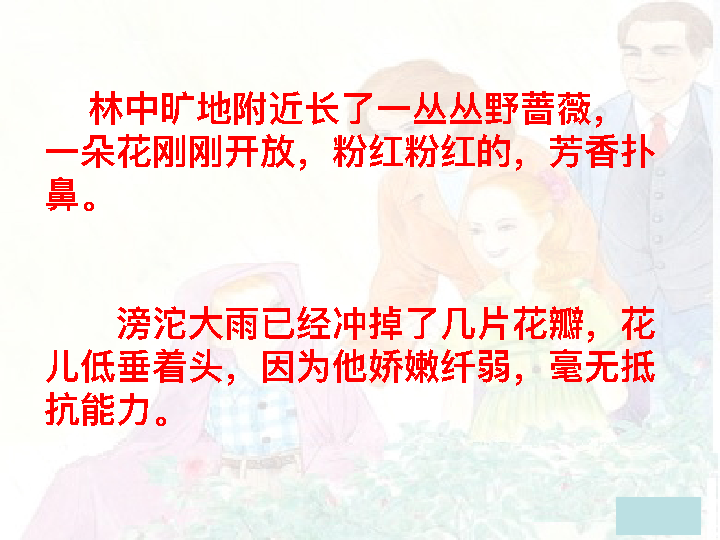 林中旷地附近长了一丛丛野蔷薇，
一朵花刚刚开放，粉红粉红的，芳香扑
鼻。
滂沱大雨已经冲掉了几片花瓣，花
儿低垂着头，因为他娇嫩纤弱，毫无抵
抗能力。